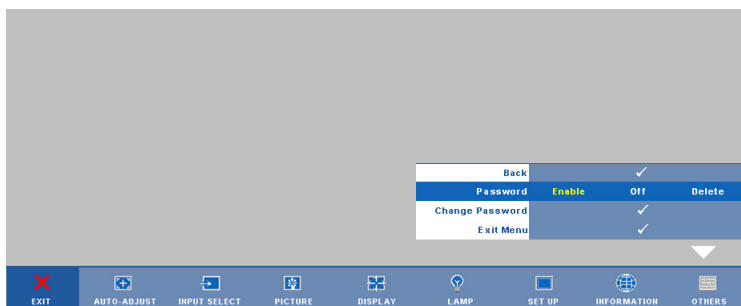 Back
Password Enable Off Delete
Change Password
Exit Menu
EXIT AUTO-ADJUST INPUT SELECT PICTURE DISPLAY LAMP SET UP INFORMATION OTHERS